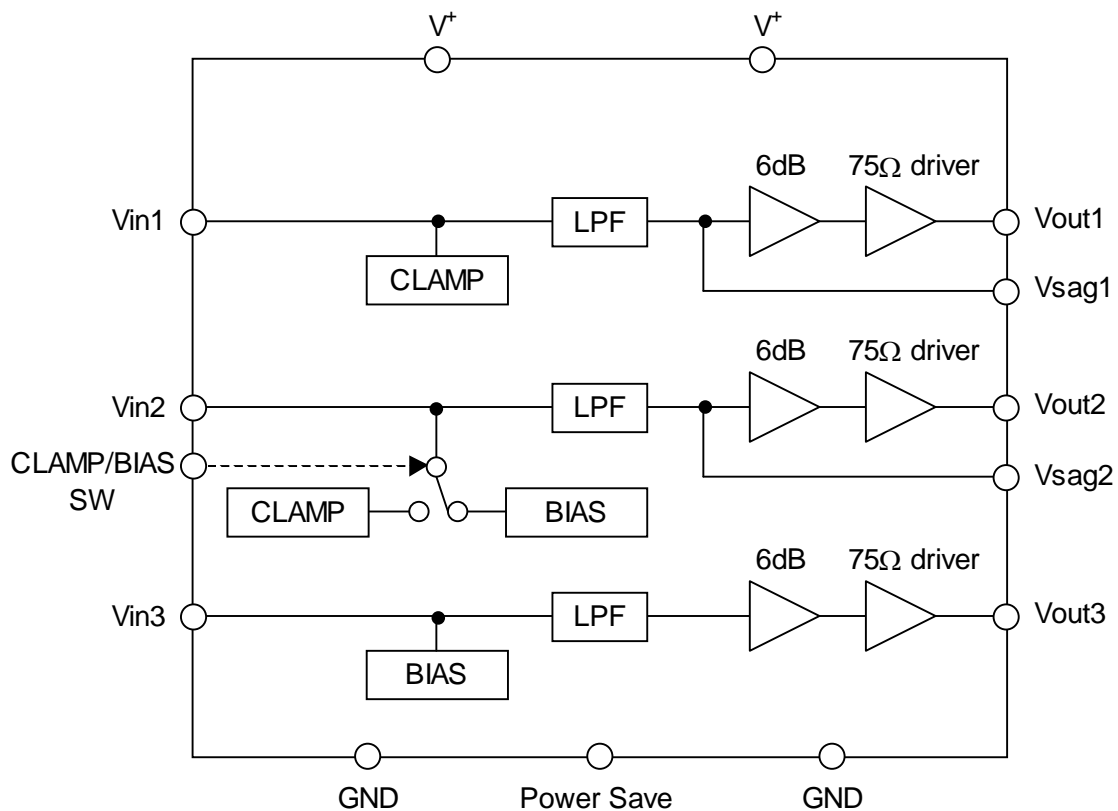 V+
V+
6dB
75Ω driver
Vin1
LPF
Vout1
CLAMP
Vsag1
6dB
75Ω driver
Vin2
LPF
Vout2
CLAMP/BIAS
SW
Vsag2
CLAMP
BIAS
6dB
75Ω driver
Vin3
LPF
Vout3
BIAS
GND
Power Save
GND